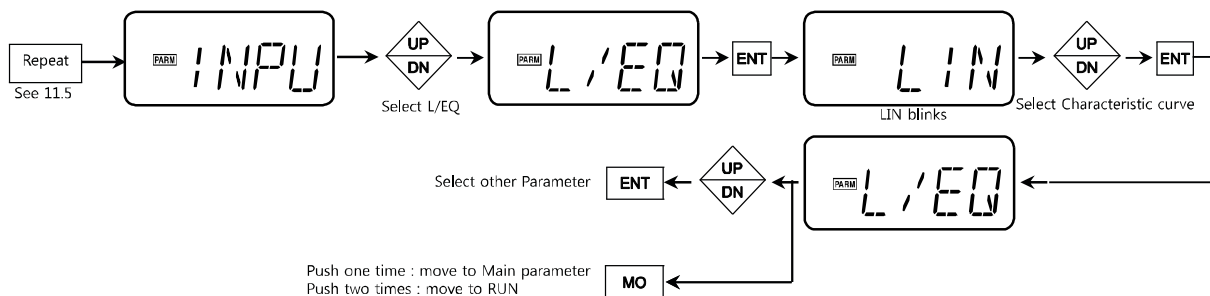 Repeat
See 11.5
PARM INPU
UP
DN
Select L/EQ
PARM L/EQ
ENT
PARM LIN
LIN blinks
UP
DN
Select Characteristic curve
ENT
PARM L/EQ
UP
DN
ENT
Select other Parameter
MO
Push one time : move to Main parameter
Push two times : move to RUN